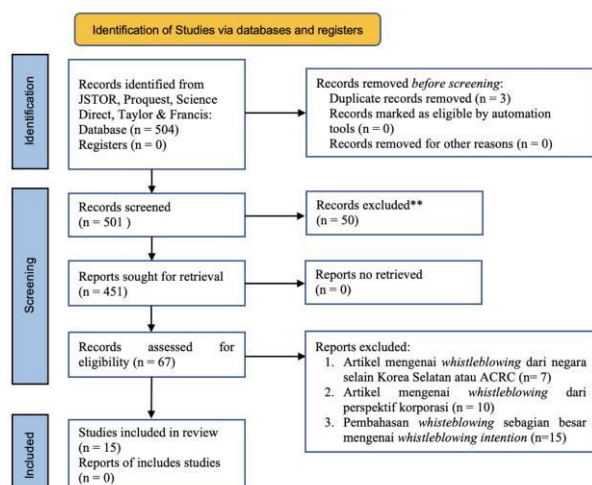 Identification of Studies via databases and registers
Identification
Records identified from
JSTOR, Proquest, Science
Direct, Taylor & Francis:
Database (n = 504)
Registers (n = 0)
Records removed before screening:
Duplicate records removed (n = 3)
Records marked as eligible by automation
tools (n = 0)
Records removed for other reasons (n = 0)
Screening
Records screened
(n = 501 )
Records excluded**
(n = 50)
Reports sought for retrieval
(n = 451)
Reports no retrieved
(n = 0)
Records assessed for
eligibility (n = 67)
Reports excluded:
1. Artikel mengenai whistleblowing dari negara
selain Korea Selatan atau ACRC (n= 7)
2. Artikel mengenai whistleblowing dari
perspektif korporasi (n = 10)
3. Pembahasan whisteblowing sebagian besar
mengenai whistleblowing intention (n=15)
Included
Studies included in review
(n = 15)
Reports of includes studies
(n = 0)